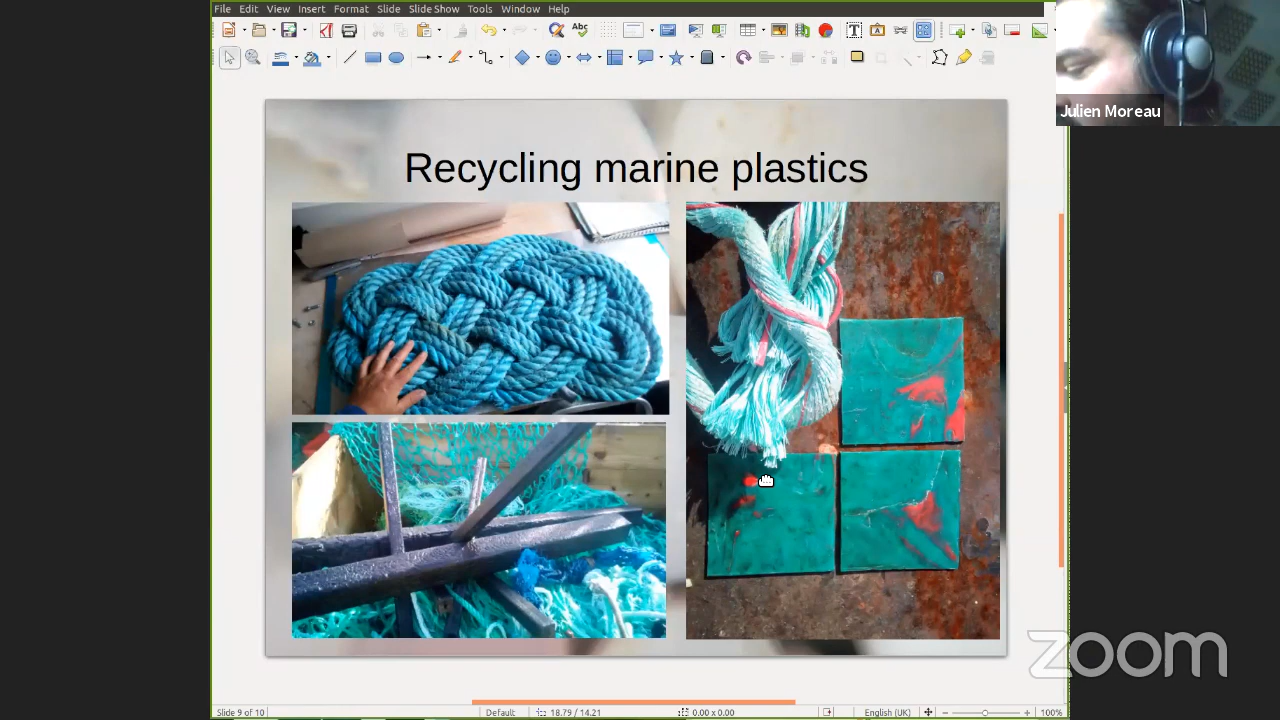 File Edit View Insert Format Slide Slide Show Tools Window Help
Abc
T
A
Julien Moreau
Recycling marine plastics
zoom
Slide 9 of 10
Default
18.79 / 14.21
0.00 x 0.00
English (UK)
100%